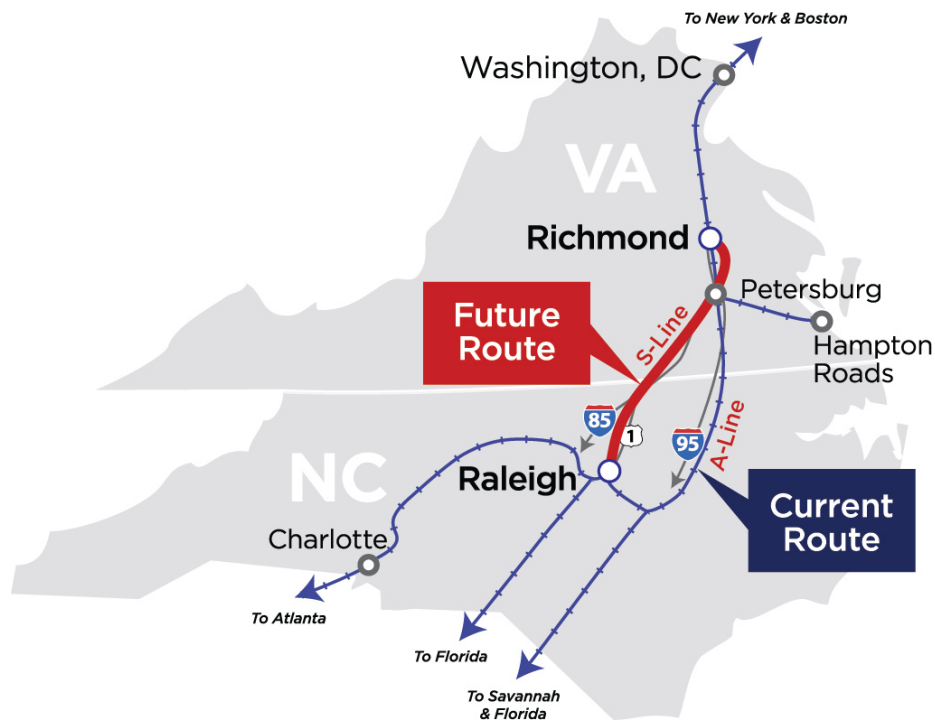 To New York & Boston
Washington, DC
VA
Richmond
Petersburg
Hampton
Roads
Future
Route
S-Line
85
1
95
A-Line
NC
Raleigh
Current
Route
Charlotte
To Atlanta
To Florida
To Savannah
& Florida